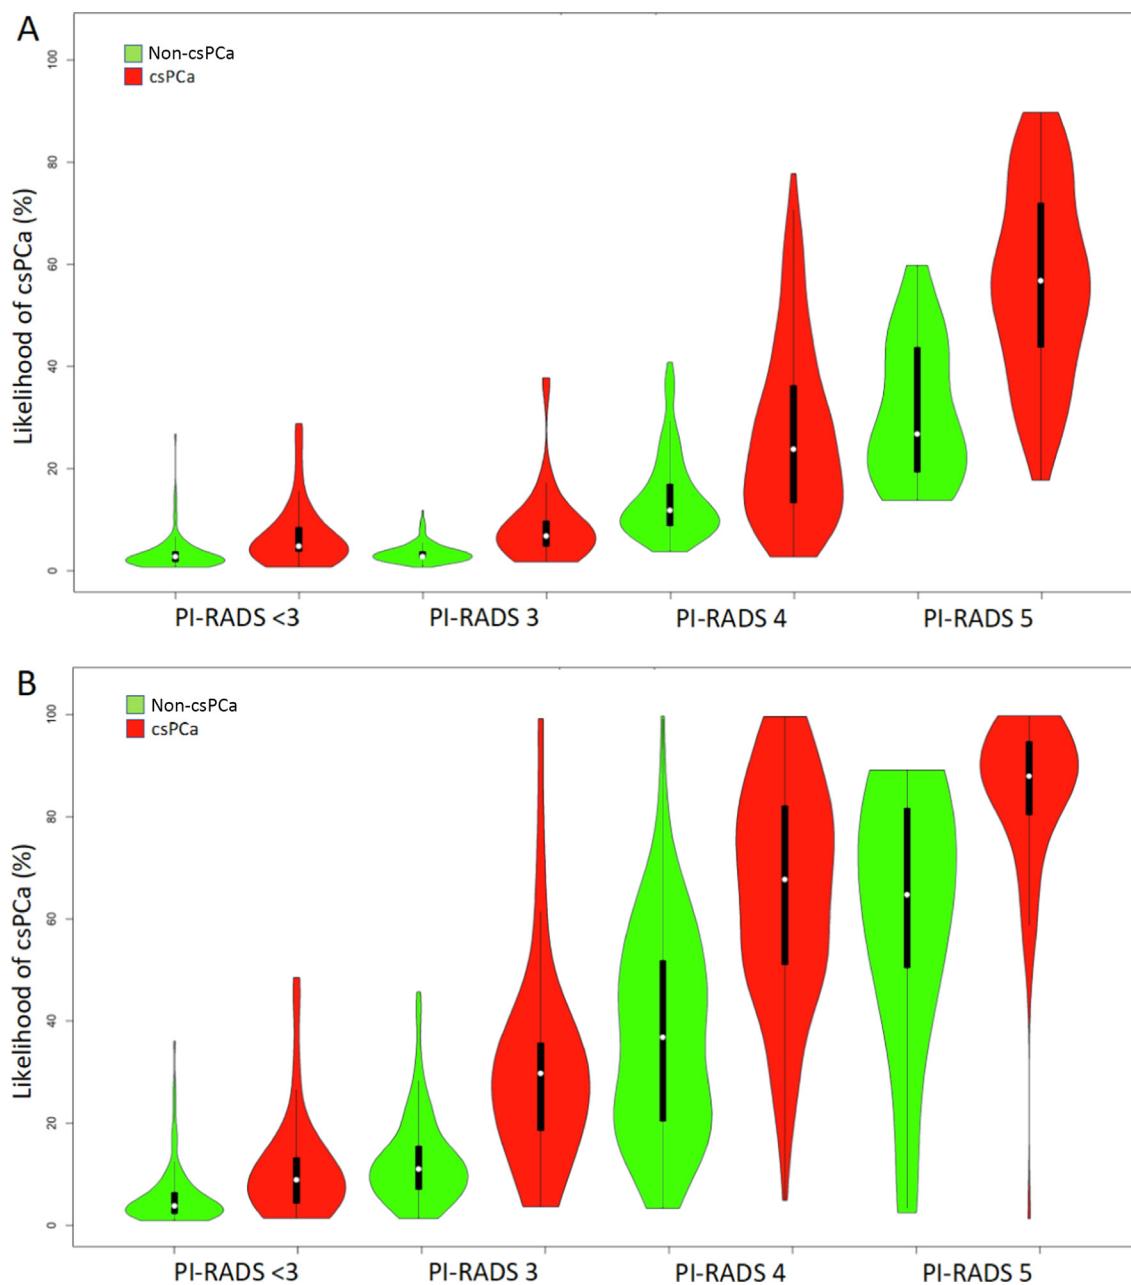 A
Non-csPCa
csPCa
Likelihood of csPCa (%)
100
80
60
40
20
0
PI-RADS <3 PI-RADS 3 PI-RADS 4 PI-RADS 5
B
Non-csPCa
csPCa
Likelihood of csPCa (%)
100
80
60
40
20
0
PI-RADS <3 PI-RADS 3 PI-RADS 4 PI-RADS 5